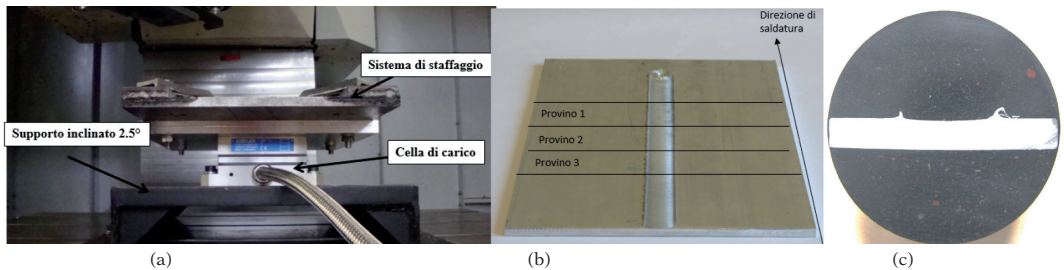 Sistema di staffaggio
Supporto inclinato 2.5°
Cella di carico
Direzione di
saldatura
Provino 1
Provino 2
Provino 3
(a)
(b)
(c)